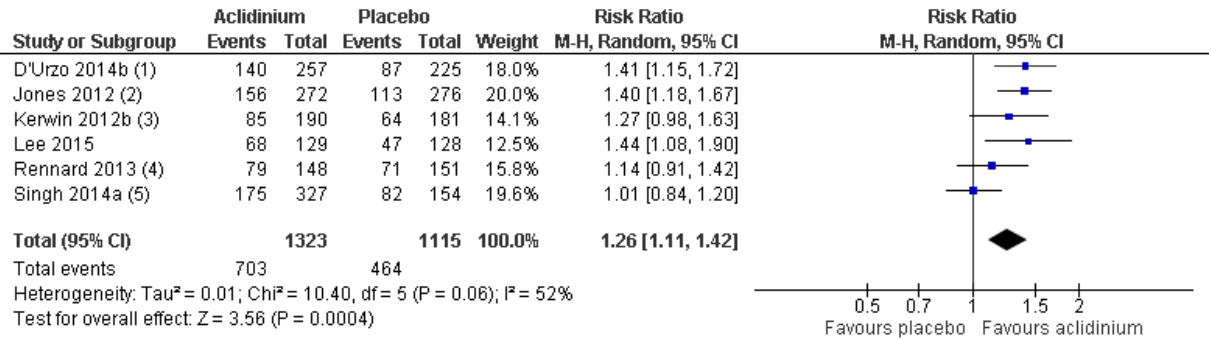 Aclidinium Placebo Risk Ratio Risk Ratio
Study or Subgroup Events Total Events Total Weight M-H, Random, 95% CI M-H, Random, 95% CI
D'Urzo 2014b (1) 140 257 87 225 18.0% 1.41 [1.15, 1.72]
Jones 2012 (2) 156 272 113 276 20.0% 1.40 [1.18, 1.67]
Kerwin 2012b (3) 85 190 64 181 14.1% 1.27 [0.98, 1.63]
Lee 2015 68 129 47 128 12.5% 1.44 [1.08, 1.90]
Rennard 2013 (4) 79 148 71 151 15.8% 1.14 [0.91, 1.42]
Singh 2014a (5) 175 327 82 154 19.6% 1.01 [0.84, 1.20]
Total (95% CI) 1323 1115 100.0% 1.26 [1.11, 1.42]
Total events 703 464
Heterogeneity: Tau² = 0.01; Chi² = 10.40, df = 5 (P = 0.06); I² = 52%
Test for overall effect: Z = 3.56 (P = 0.0004)
0.5 0.7 1 1.5 2
Favours placebo Favours aclidinium